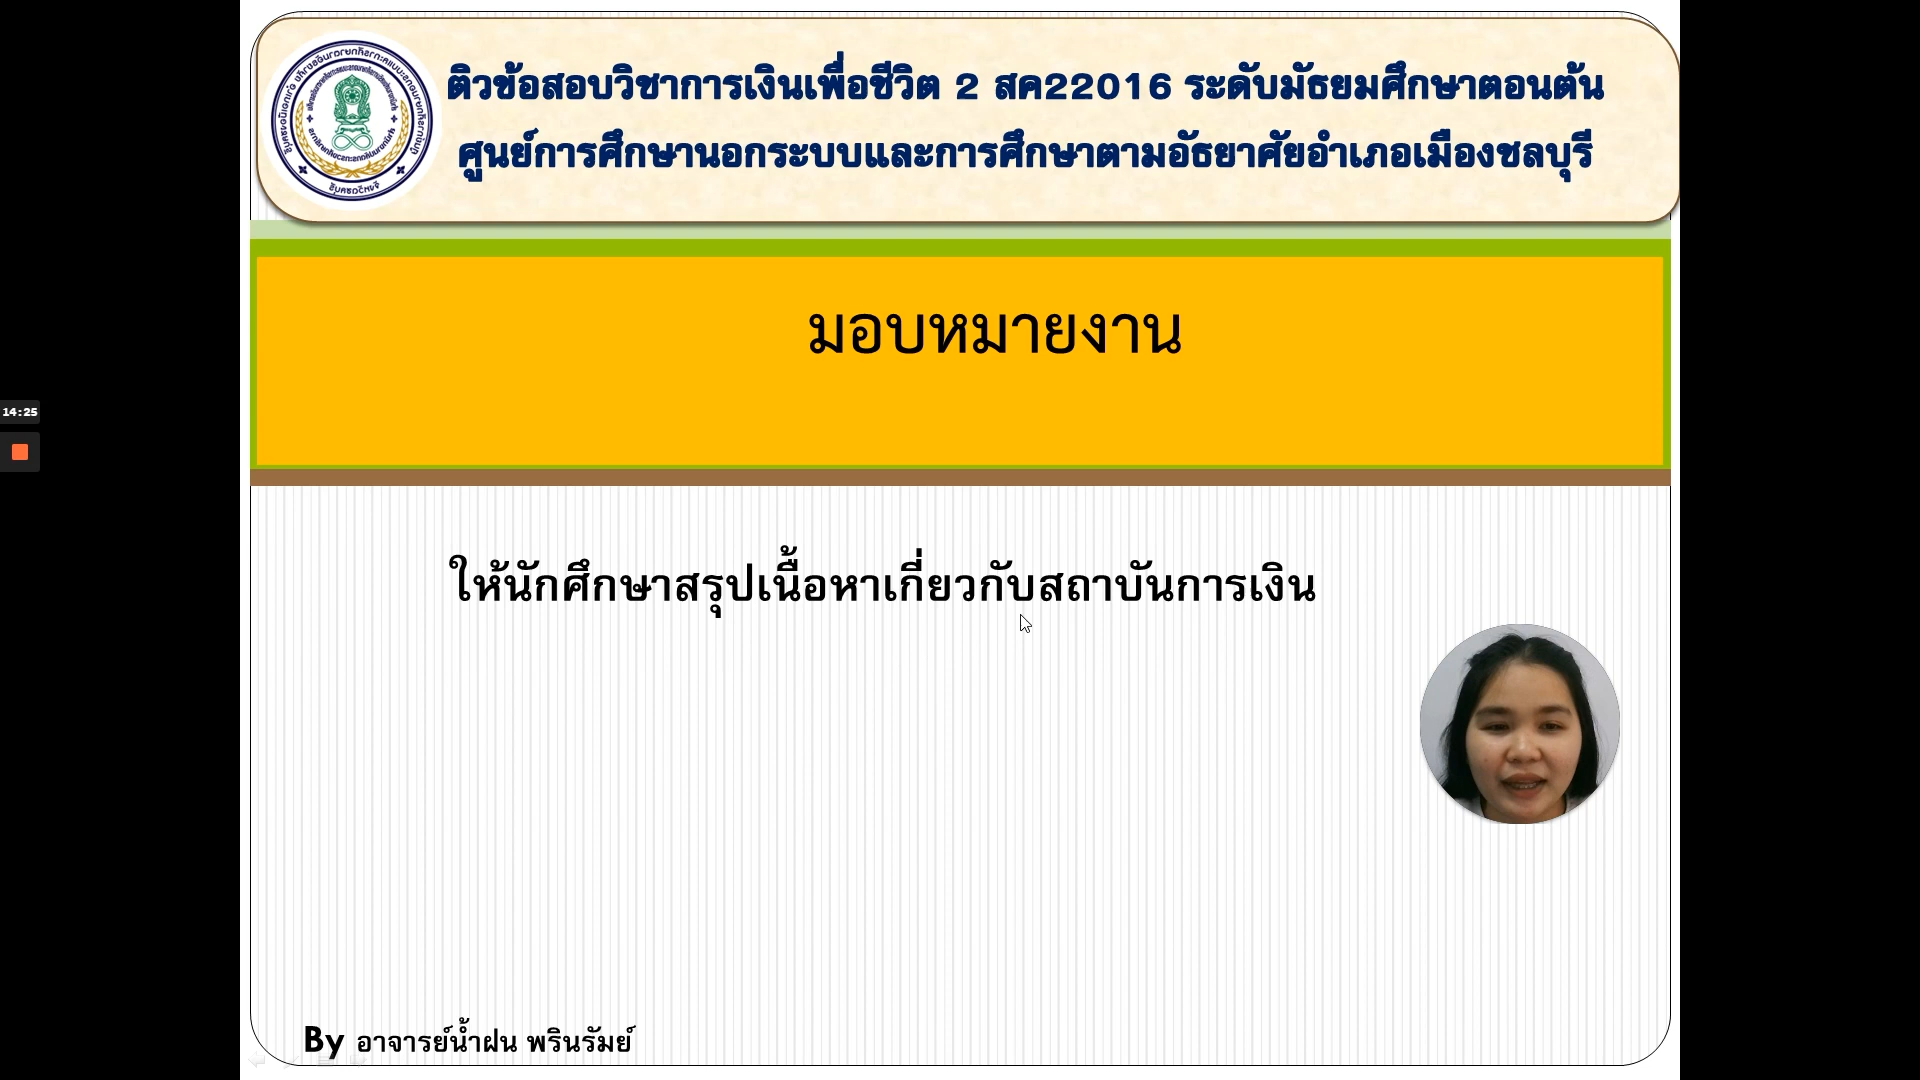 ติวข้อสอบวิชาการเงินเพื่อชีวิต 2 สค22016 ระดับมัธยมศึกษาตอนต้น
ศูนย์การศึกษานอกระบบและการศึกษาตามอัธยาศัยอำเภอเมืองชลบุรี
มอบหมายงาน
14:25
ให้นักศึกษาสรุปเนื้อหาเกี่ยวกับสถาบันการเงิน
By อาจารย์น้ำฝน พรินรัมย์